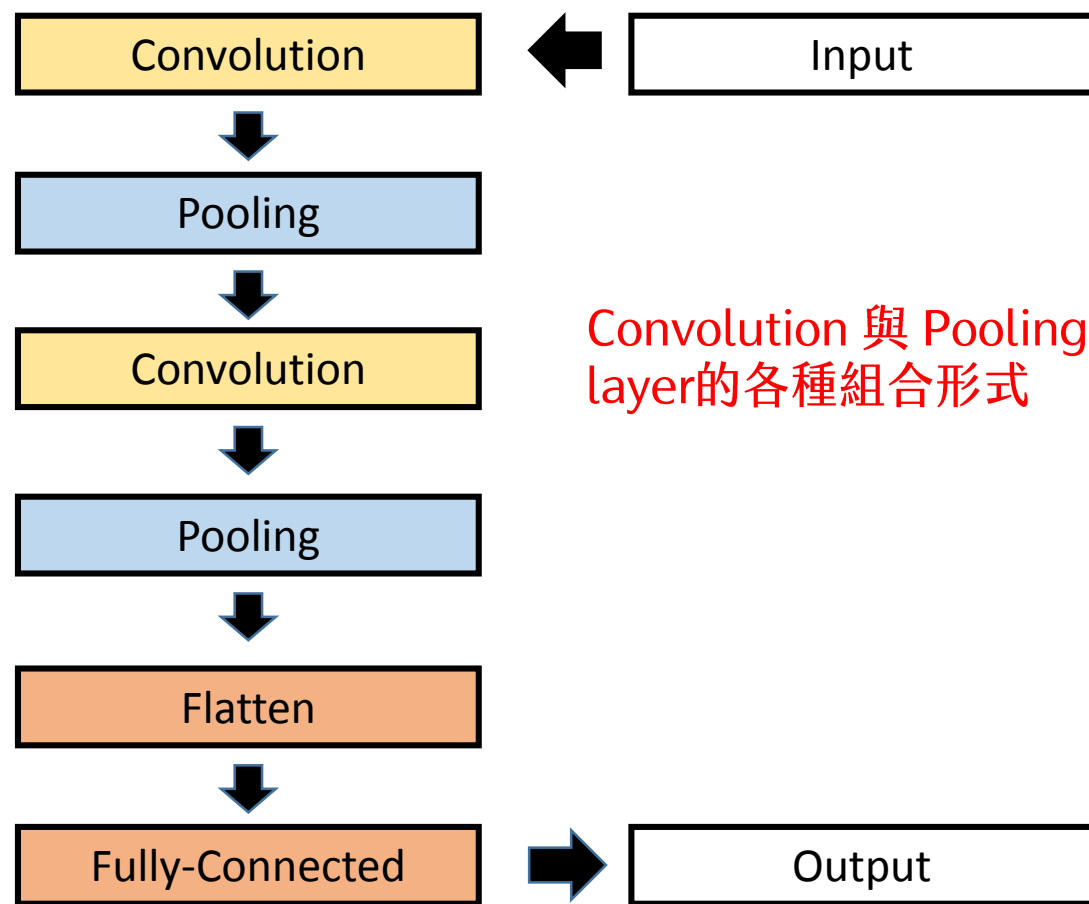 Input
Convolution
Pooling
Convolution
Convolution 與 Pooling
layer的各種組合形式
Pooling
Flatten
Fully-Connected
Output